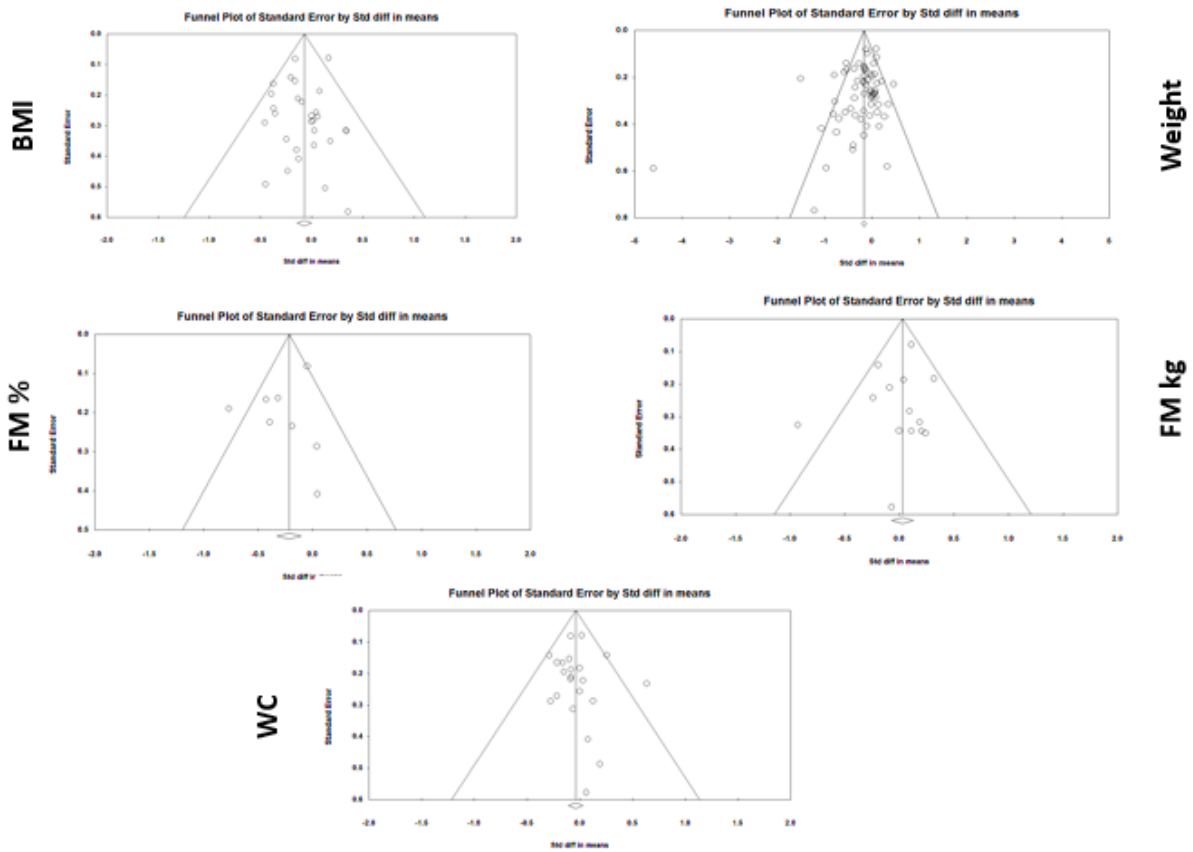 Funnel Plot of Standard Error by Std diff in means
BMI
Standard Error
0.0
0.1
0.2
0.3
0.4
0.5
0.6
-2.0 -1.5 -1.0 -0.5 0.0 0.5 1.0 1.5 2.0
Std diff in means
Funnel Plot of Standard Error by Std diff in means
Weight
Standard Error
0.0
0.2
0.4
0.6
0.8
-5 -4 -3 -2 -1 0 1 2 3 4 5
Std diff in means
Funnel Plot of Standard Error by Std diff in means
FM %
Standard Error
0.0
0.1
0.2
0.3
0.4
0.5
-2.0 -1.5 -1.0 -0.5 0.0 0.5 1.0 1.5 2.0
Std diff
Funnel Plot of Standard Error by Std diff in means
FM kg
Standard Error
0.0
0.1
0.2
0.3
0.4
0.5
0.6
-2.0 -1.5 -1.0 -0.5 0.0 0.5 1.0 1.5 2.0
Std diff in means
Funnel Plot of Standard Error by Std diff in means
WC
Standard Error
0.0
0.1
0.2
0.3
0.4
0.5
0.6
-2.0 -1.5 -1.0 -0.5 0.0 0.5 1.0 1.5 2.0
Std diff in means